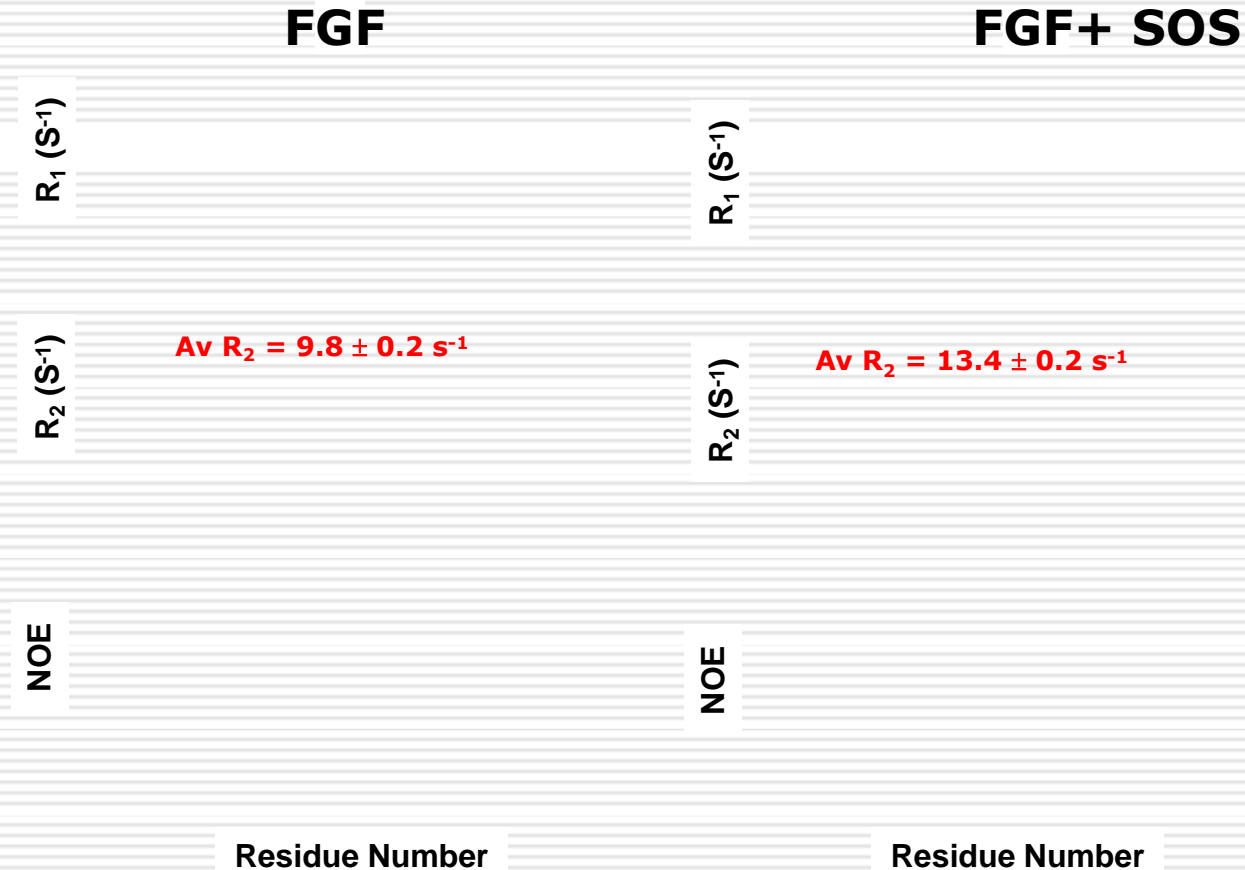 FGF
FGF+ SOS
R₁ (S⁻¹)
R₁ (S⁻¹)
R₂ (S⁻¹)
Av R₂ = 9.8 ± 0.2 s⁻¹
R₂ (S⁻¹)
Av R₂ = 13.4 ± 0.2 s⁻¹
NOE
NOE
Residue Number
Residue Number